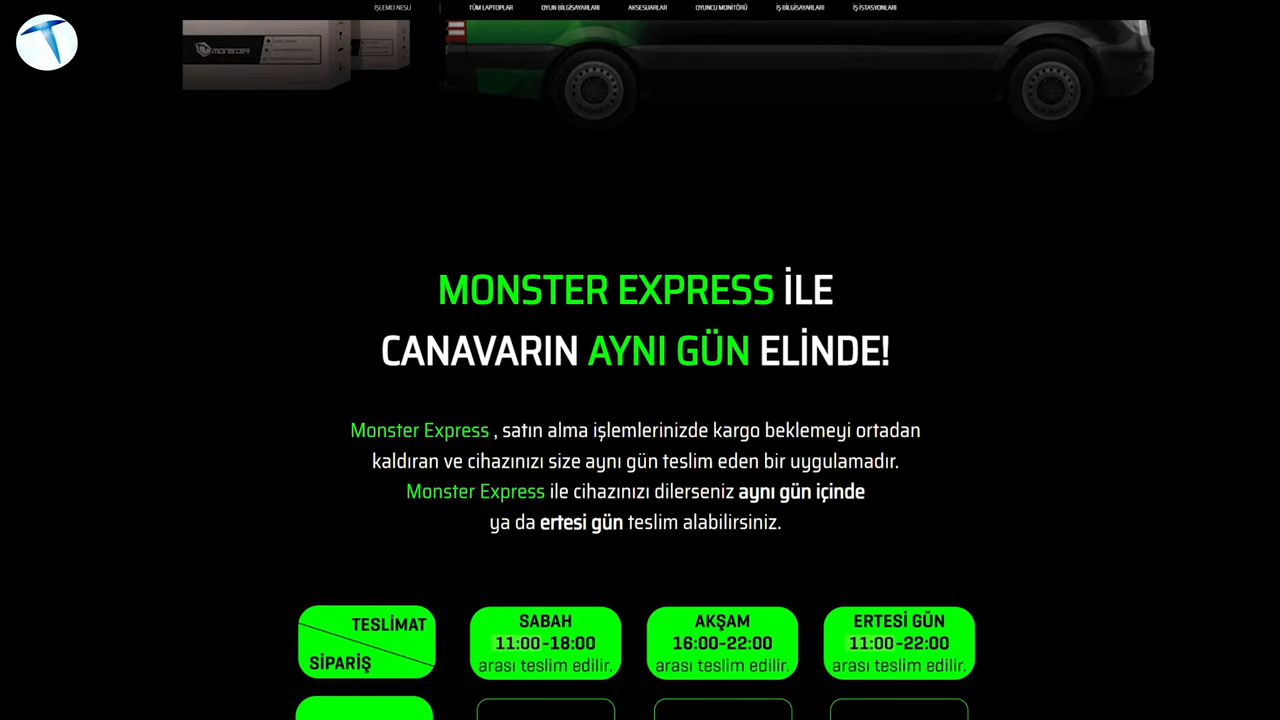 İŞLEMCİ NESLİ
TÜM LAPTOPLAR
OYUN BİLGİSAYARLARI
AKSESUARLAR
OYUNCU MONİTÖRÜ
İŞ BİLGİSAYARLARI
İŞ İSTASYONLARI
MONSTER
MONSTER EXPRESS İLE
CANAVARIN AYNI GÜN ELİNDE!
Monster Express , satın alma işlemlerinizde kargo beklemeyi ortadan
kaldıran ve cihazınızı size aynı gün teslim eden bir uygulamadır.
Monster Express ile cihazınızı dilerseniz aynı gün içinde
ya da ertesi gün teslim alabilirsiniz.
TESLİMAT
SİPARİŞ
SABAH
11:00-18:00
arası teslim edilir.
AKŞAM
16:00-22:00
arası teslim edilir.
ERTESİ GÜN
11:00-22:00
arası teslim edilir.